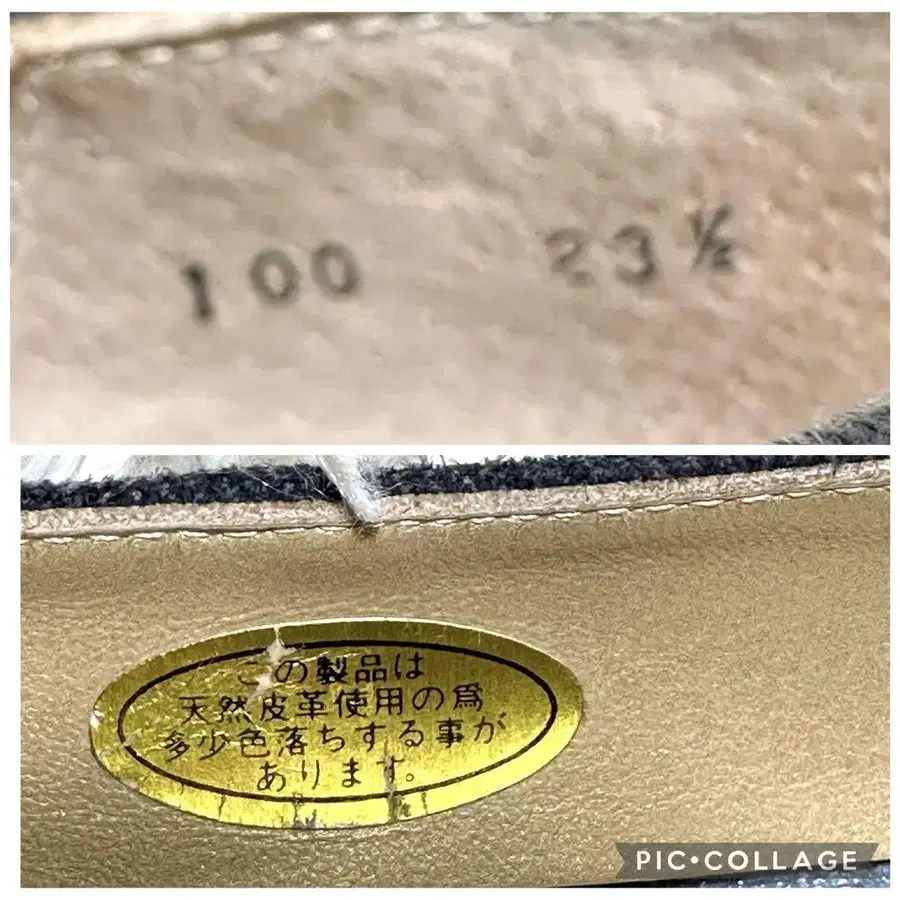 100 23½
この製品は
天然皮革使用の爲
多少色落ちする事が
あります。
PIC•COLLAGE